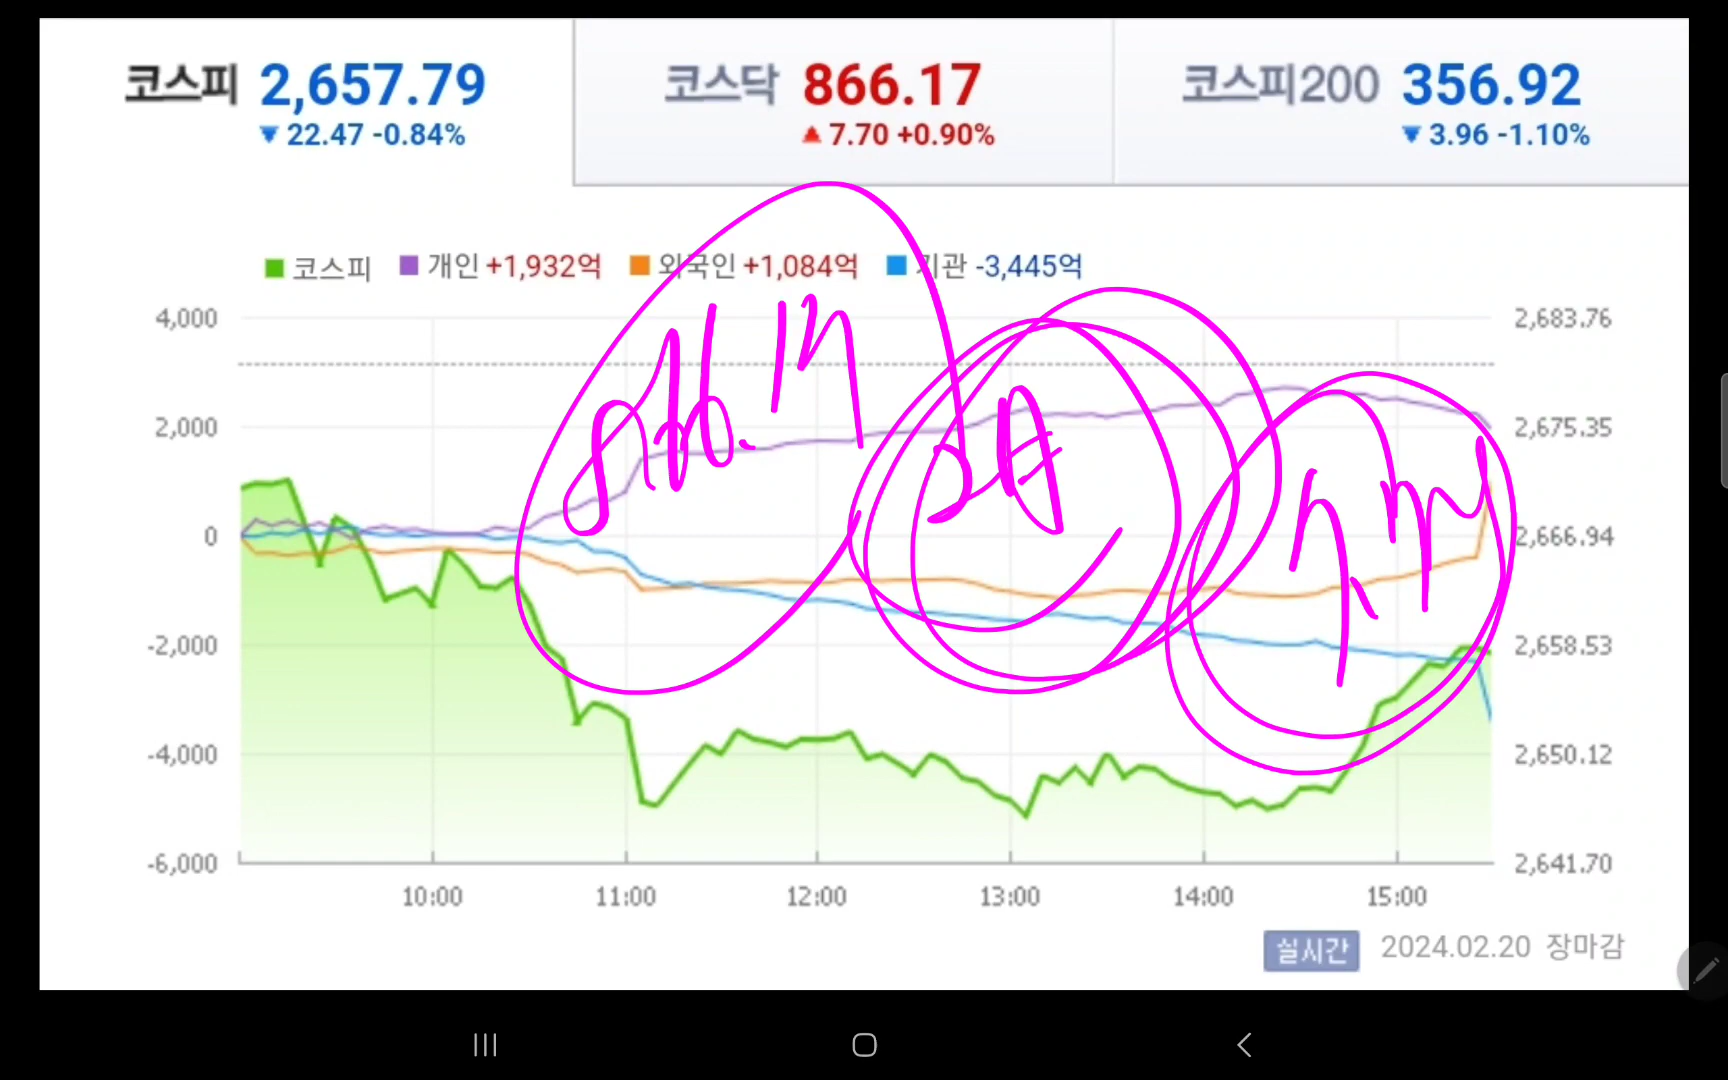 코스피 2,657.79 코스닥 866.17 코스피200 356.92
▼ 22.47 -0.84% ▲ 7.70 +0.90% ▼ 3.96 -1.10%
코스피 개인 +1,932억 외국인 +1,084억 기관 -3,445억
4,000 2,683.76
2,000 2,675.35
0 2,666.94
-2,000 2,658.53
-4,000 2,650.12
-6,000 2,641.70
10:00 11:00 12:00 13:00 14:00 15:00
실시간 2024.02.20 장마감